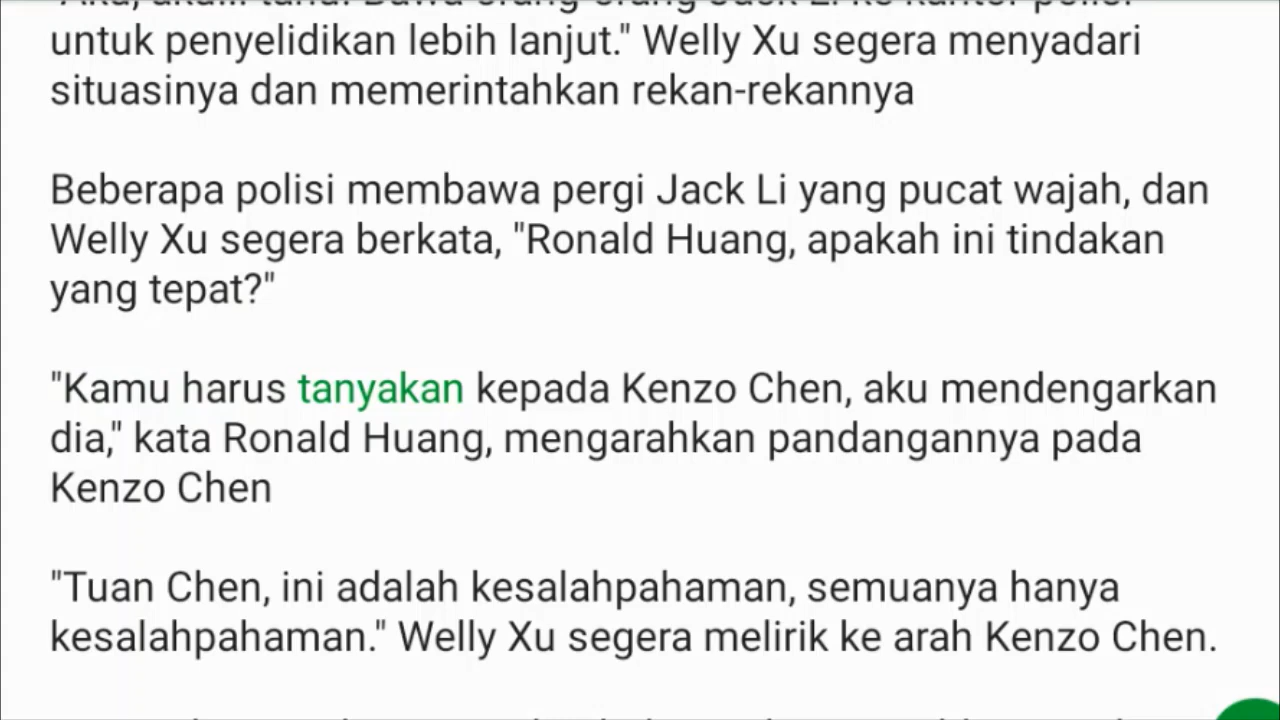 untuk penyelidikan lebih lanjut." Welly Xu segera menyadari
situasinya dan memerintahkan rekan-rekannya
Beberapa polisi membawa pergi Jack Li yang pucat wajah, dan
Welly Xu segera berkata, "Ronald Huang, apakah ini tindakan
yang tepat?"
"Kamu harus tanyakan kepada Kenzo Chen, aku mendengarkan
dia," kata Ronald Huang, mengarahkan pandangannya pada
Kenzo Chen
"Tuan Chen, ini adalah kesalahpahaman, semuanya hanya
kesalahpahaman." Welly Xu segera melirik ke arah Kenzo Chen.